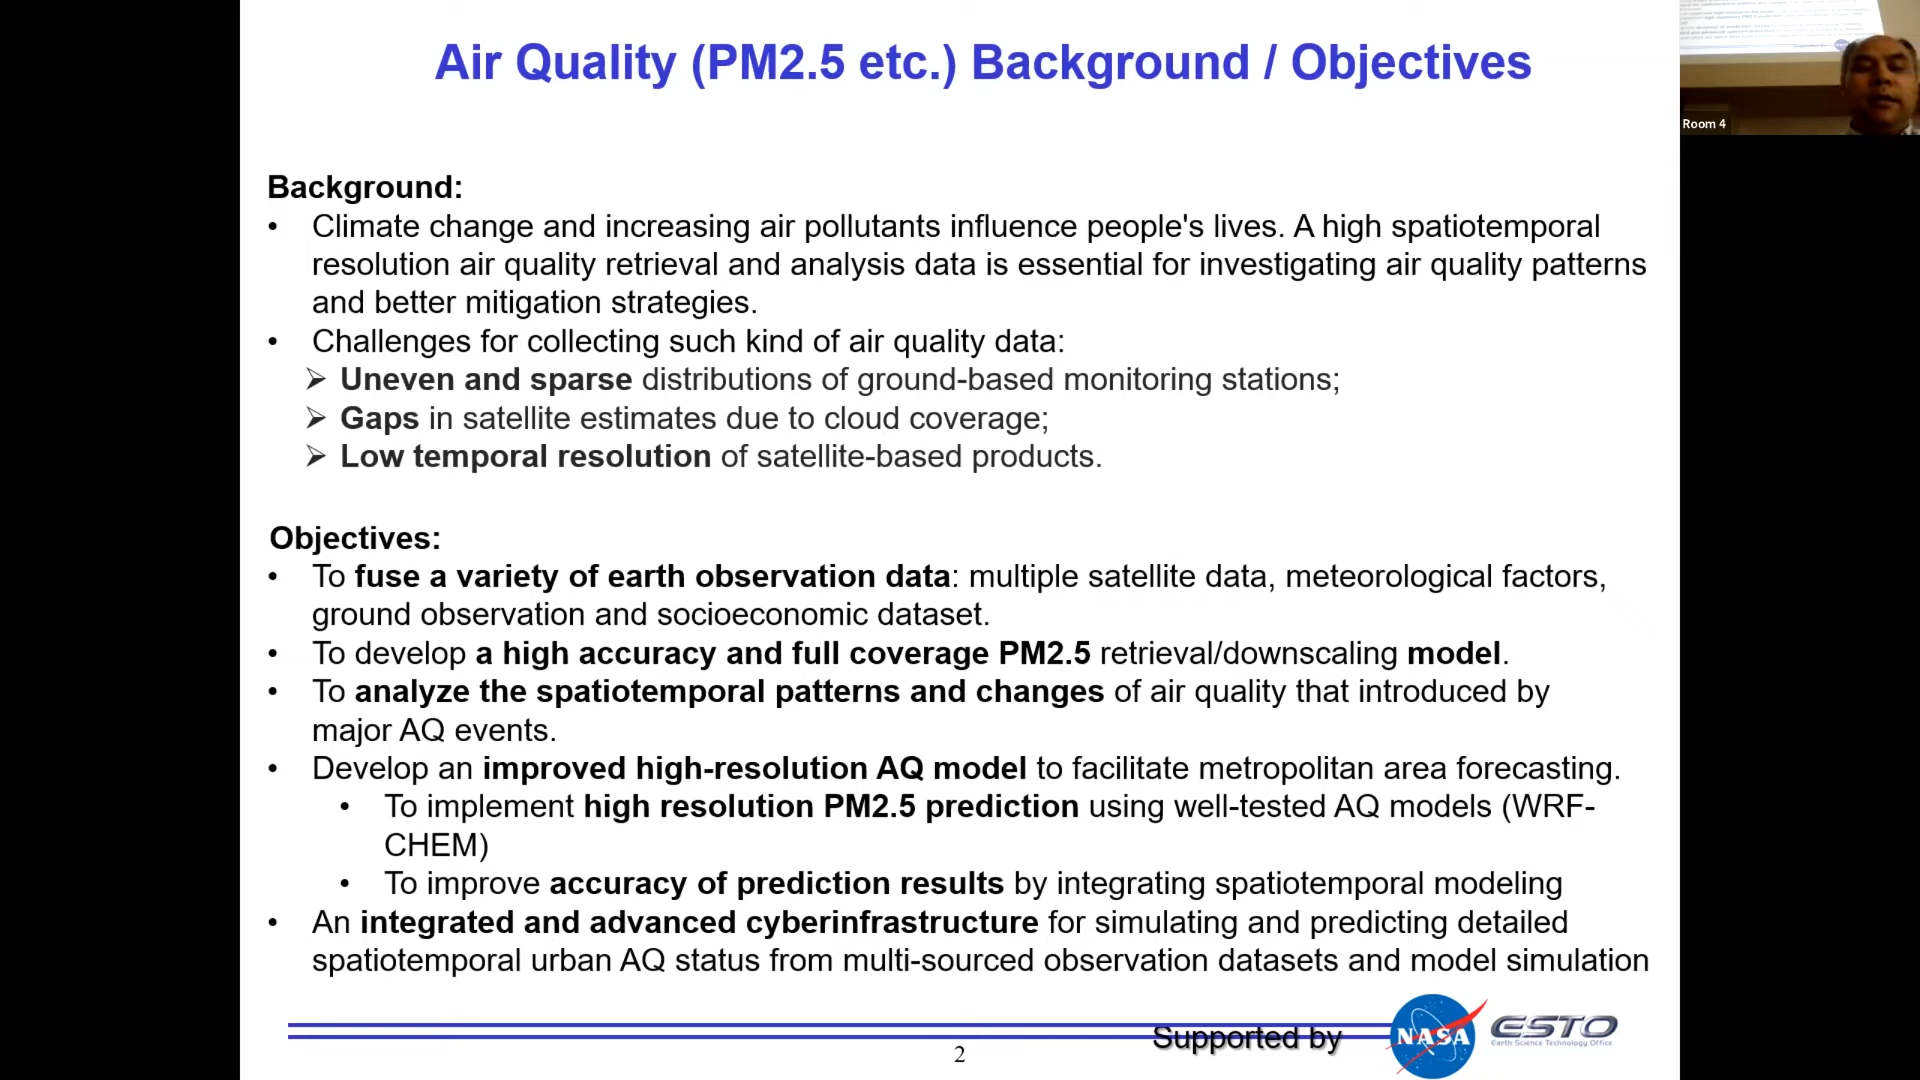 Air Quality (PM2.5 etc.) Background / Objectives
Room 4
Background:
• Climate change and increasing air pollutants influence people's lives. A high spatiotemporal
resolution air quality retrieval and analysis data is essential for investigating air quality patterns
and better mitigation strategies.
• Challenges for collecting such kind of air quality data:
➢ Uneven and sparse distributions of ground-based monitoring stations;
➢ Gaps in satellite estimates due to cloud coverage;
➢ Low temporal resolution of satellite-based products.
Objectives:
• To fuse a variety of earth observation data: multiple satellite data, meteorological factors,
ground observation and socioeconomic dataset.
• To develop a high accuracy and full coverage PM2.5 retrieval/downscaling model.
• To analyze the spatiotemporal patterns and changes of air quality that introduced by
major AQ events.
• Develop an improved high-resolution AQ model to facilitate metropolitan area forecasting.
• To implement high resolution PM2.5 prediction using well-tested AQ models (WRF-
CHEM)
• To improve accuracy of prediction results by integrating spatiotemporal modeling
• An integrated and advanced cyberinfrastructure for simulating and predicting detailed
spatiotemporal urban AQ status from multi-sourced observation datasets and model simulation
Supported by
NASA
ESTO
Earth Science Technology Office
2